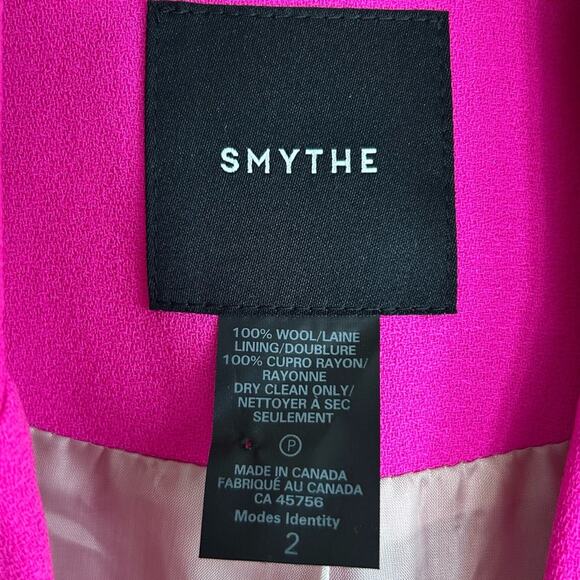 SMYTHE
100% WOOL/LAINE
LINING/DOUBLURE
100% CUPRO RAYON/
RAYONNE
DRY CLEAN ONLY/
NETTOYER À SEC
SEULEMENT
P
MADE IN CANADA
FABRIQUÉ AU CANADA
CA 45756
Modes Identity
2